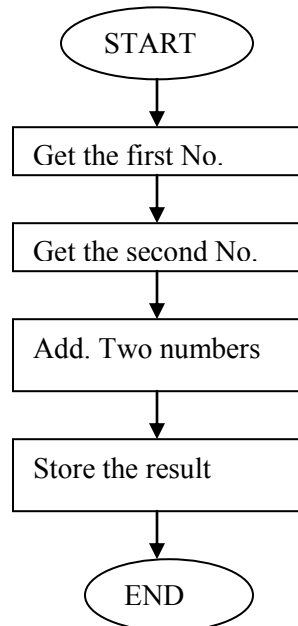 START
Get the first No.
Get the second No.
Add. Two numbers
Store the result
END